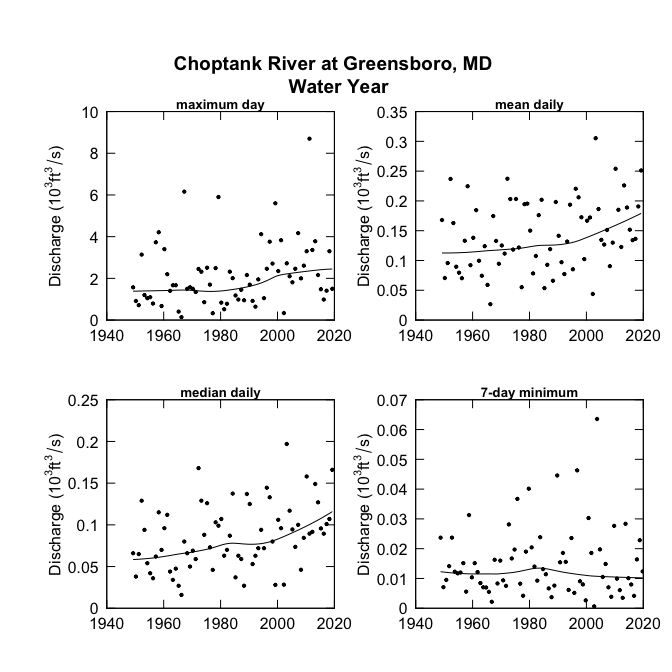 Choptank River at Greensboro, MD
Water Year
maximum day
mean daily
10
8
6
4
2
0
Discharge (10³ft³/s)
1940 1960 1980 2000 2020
0.35
0.3
0.25
0.2
0.15
0.1
0.05
0
Discharge (10³ft³/s)
1940 1960 1980 2000 2020
median daily
7-day minimum
0.25
0.2
0.15
0.1
0.05
0
Discharge (10³ft³/s)
1940 1960 1980 2000 2020
0.07
0.06
0.05
0.04
0.03
0.02
0.01
0
Discharge (10³ft³/s)
1940 1960 1980 2000 2020